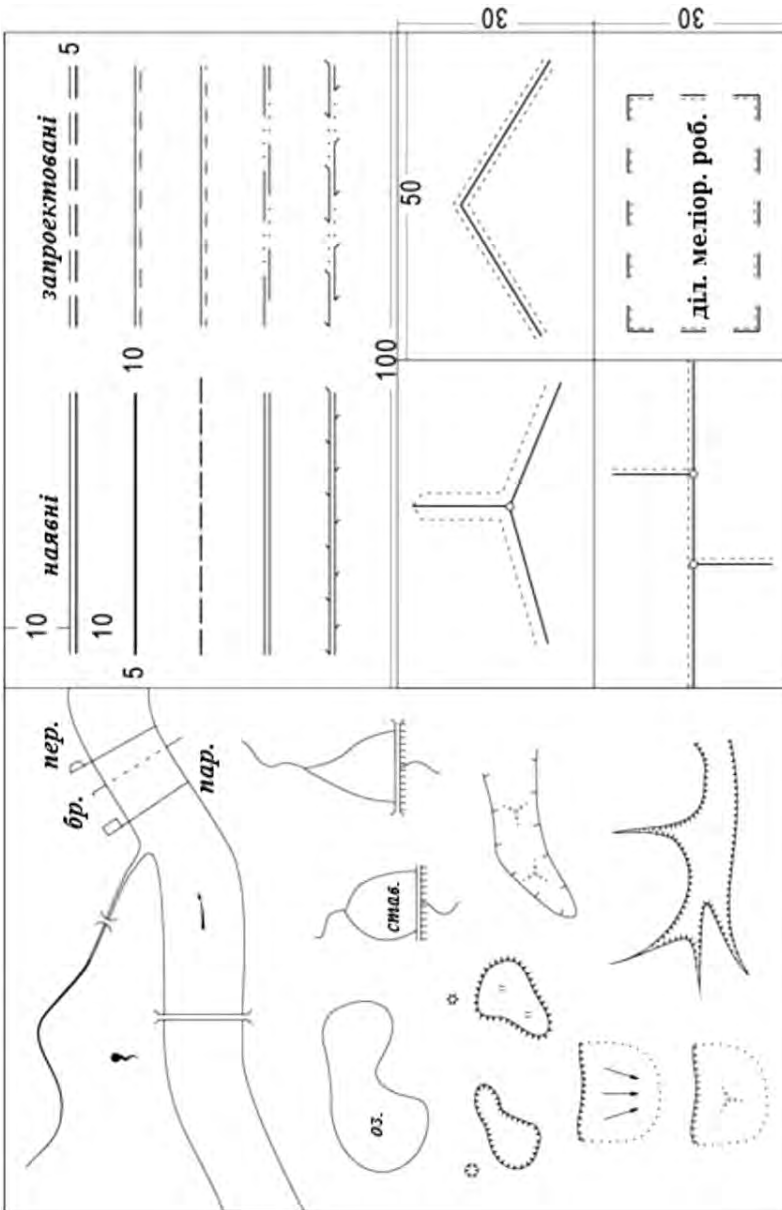 пер.
бр.
пар.
оз.
став.
10
наявні
запроектовані
5
10
5
10
100
50
30
30
діл. меліор. роб.